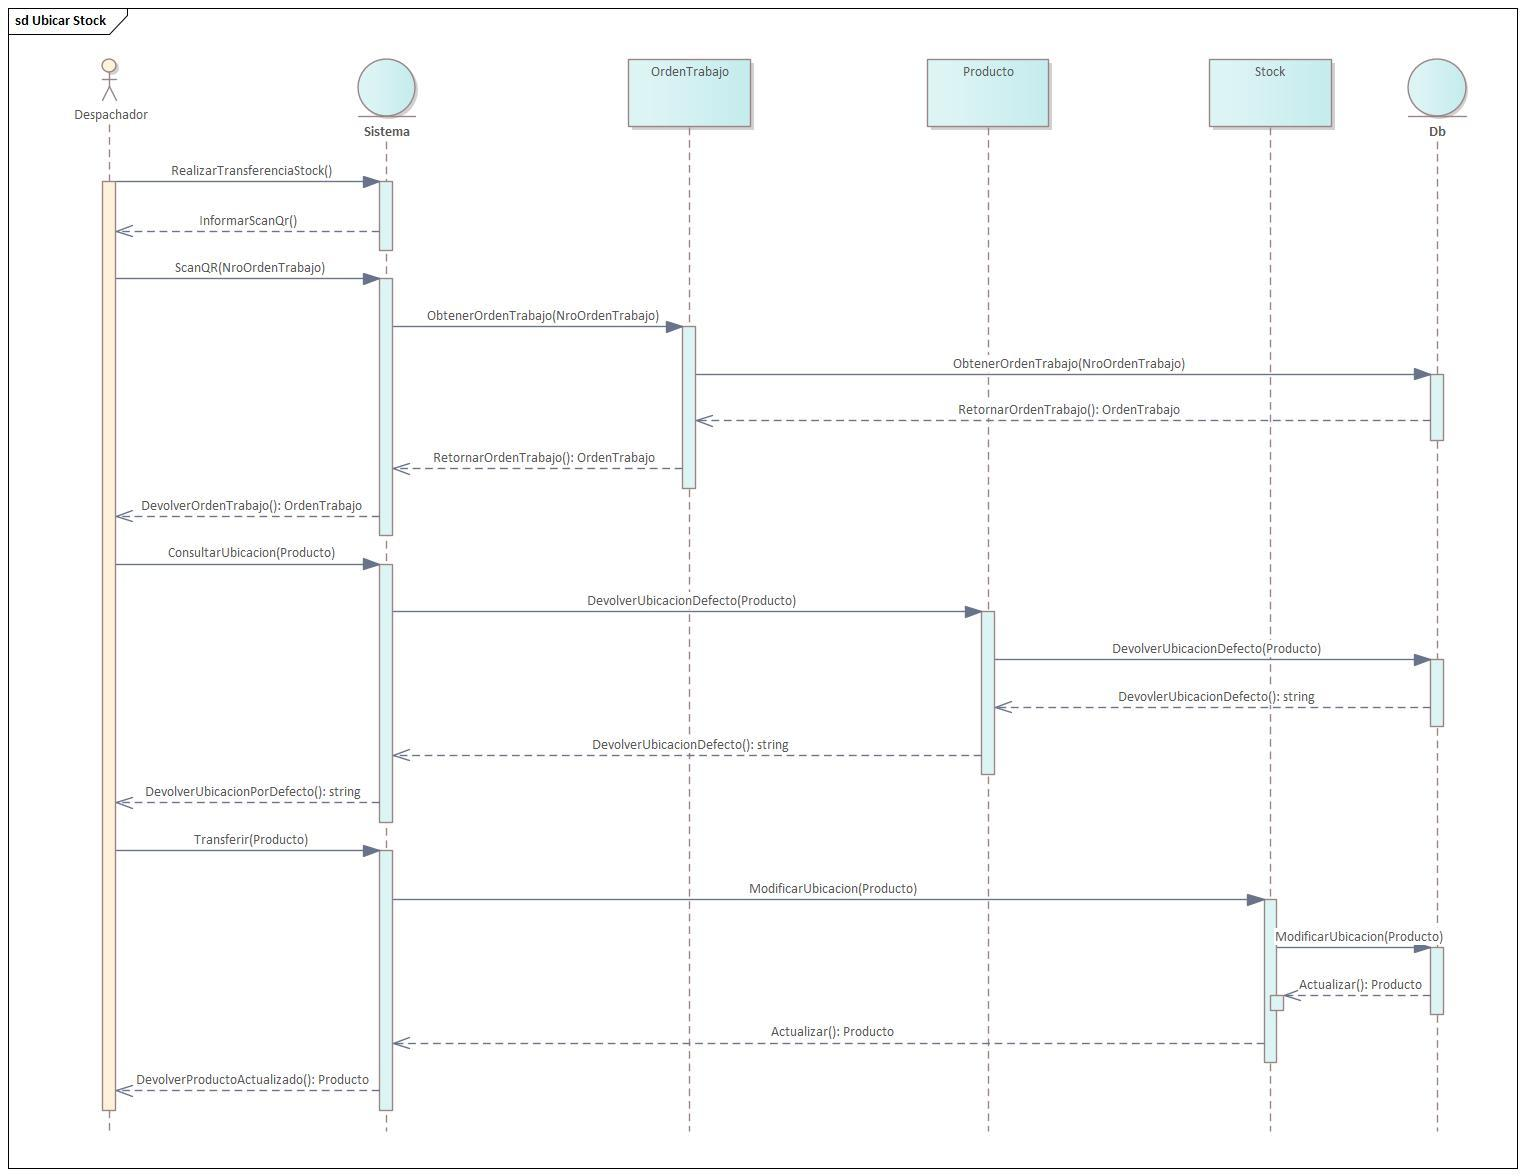 sd Ubicar Stock
OrdenTrabajo
Producto
Stock
Despachador
Sistema
Db
RealizarTransferenciaStock()
InformarScanQr()
ScanQR(NroOrdenTrabajo)
ObtenerOrdenTrabajo(NroOrdenTrabajo)
ObtenerOrdenTrabajo(NroOrdenTrabajo)
RetornarOrdenTrabajo(): OrdenTrabajo
RetornarOrdenTrabajo(): OrdenTrabajo
DevolverOrdenTrabajo(): OrdenTrabajo
ConsultarUbicacion(Producto)
DevolverUbicacionDefecto(Producto)
DevolverUbicacionDefecto(Producto)
DevovlerUbicacionDefecto(): string
DevolverUbicacionDefecto(): string
DevolverUbicacionPorDefecto(): string
Transferir(Producto)
ModificarUbicacion(Producto)
ModificarUbicacion(Producto)
Actualizar(): Producto
Actualizar(): Producto
DevolverProductoActualizado(): Producto